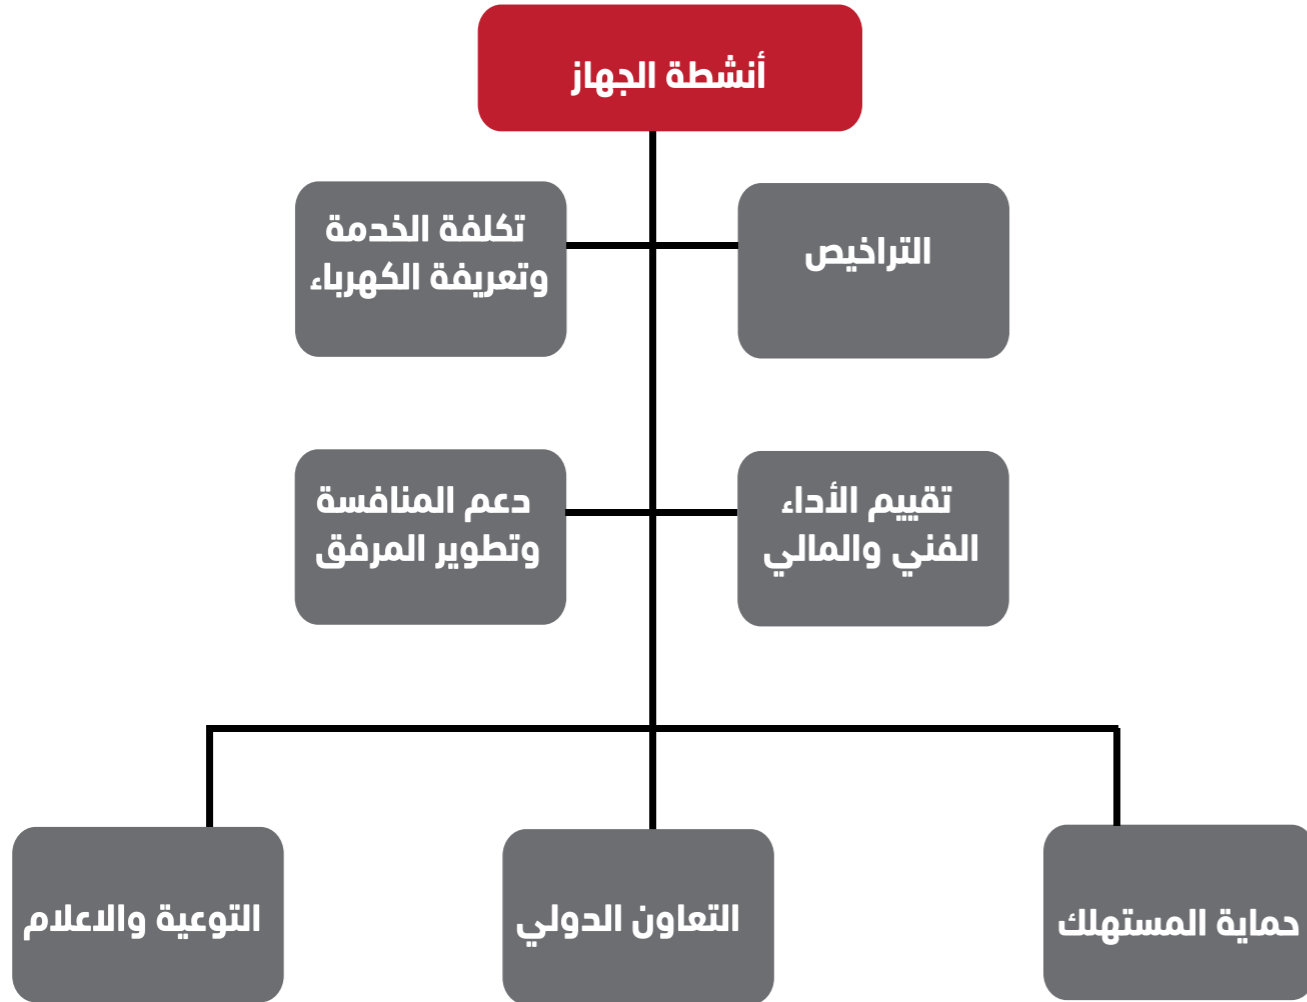 أنشطة الجهاز
التراخيص
تكلفة الخدمة
وتعريفة الكهرباء
تقييم الأداء
الفني والمالي
دعم المنافسة
وتطوير المرفق
حماية المستهلك
التعاون الدولي
التوعية والاعلام